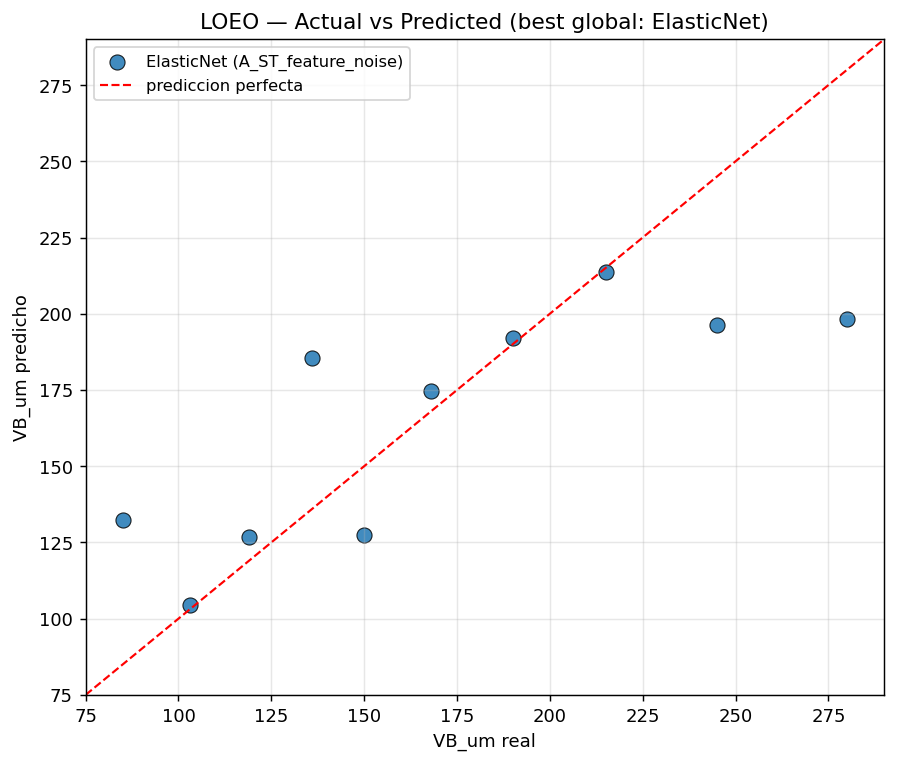 LOEO — Actual vs Predicted (best global: ElasticNet)
ElasticNet (A_ST_feature_noise)
prediccion perfecta
275
250
225
200
175
150
125
100
75
VB_um predicho
75 100 125 150 175 200 225 250 275
VB_um real